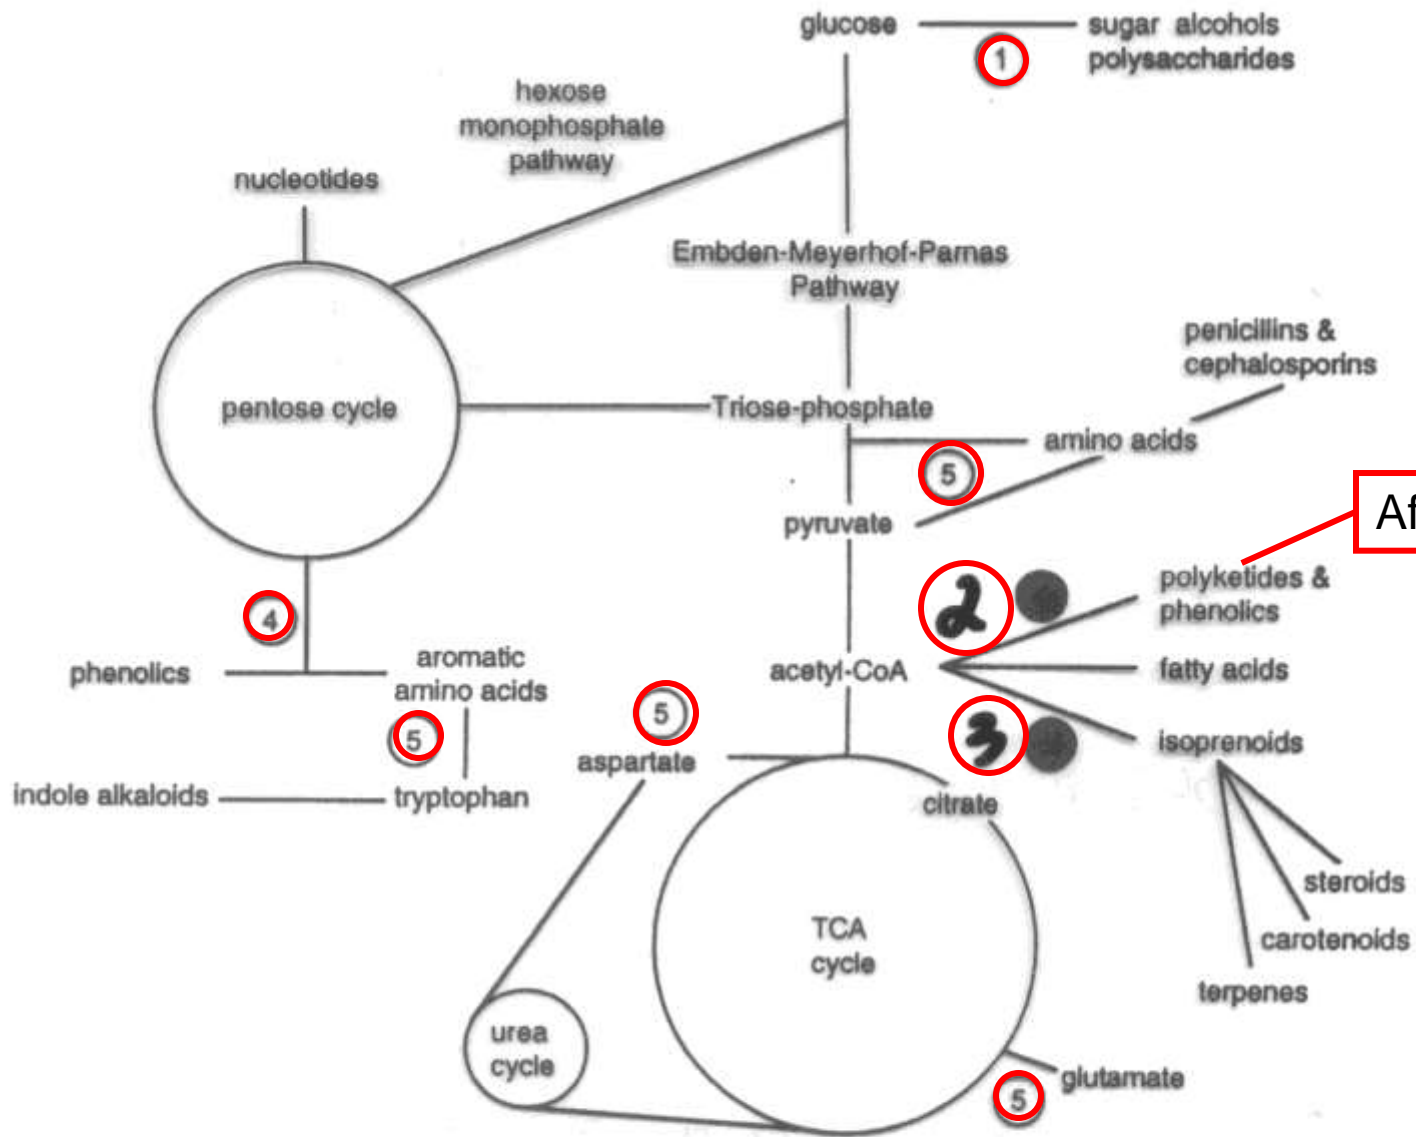 glucose
sugar alcohols
polysaccharides
1
hexose
monophosphate
pathway
nucleotides
Embden-Meyerhof-Parnas
Pathway
penicillins &
cephalosporins
pentose cycle
Triose-phosphate
amino acids
5
pyruvate
Af
2
polyketides &
phenolics
4
phenolics
aromatic
amino acids
acetyl-CoA
fatty acids
5
5
3
isoprenoids
aspartate
indole alkaloids
tryptophan
citrate
steroids
TCA
cycle
carotenoids
terpenes
urea
cycle
glutamate
5